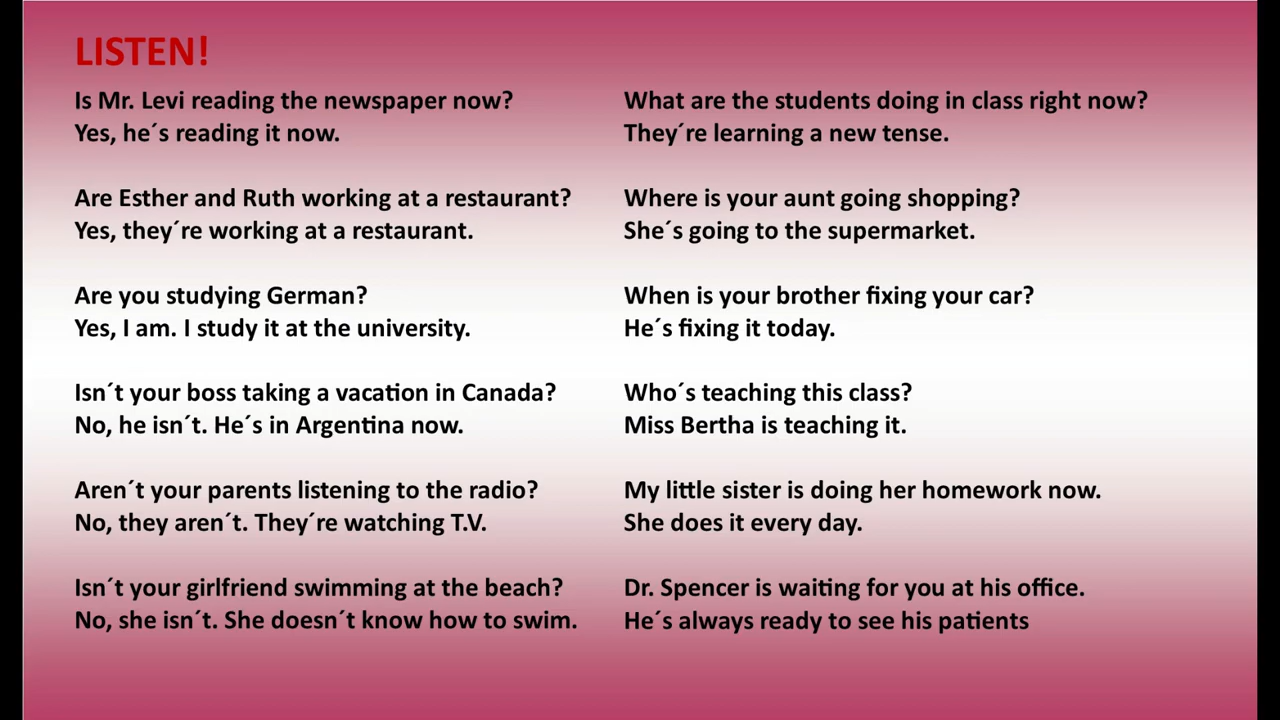 LISTEN!
Is Mr. Levi reading the newspaper now?
Yes, he´s reading it now.
Are Esther and Ruth working at a restaurant?
Yes, they´re working at a restaurant.
Are you studying German?
Yes, I am. I study it at the university.
Isn´t your boss taking a vacation in Canada?
No, he isn´t. He´s in Argentina now.
Aren´t your parents listening to the radio?
No, they aren´t. They´re watching T.V.
Isn´t your girlfriend swimming at the beach?
No, she isn´t. She doesn´t know how to swim.
What are the students doing in class right now?
They´re learning a new tense.
Where is your aunt going shopping?
She´s going to the supermarket.
When is your brother fixing your car?
He´s fixing it today.
Who´s teaching this class?
Miss Bertha is teaching it.
My little sister is doing her homework now.
She does it every day.
Dr. Spencer is waiting for you at his office.
He´s always ready to see his patients